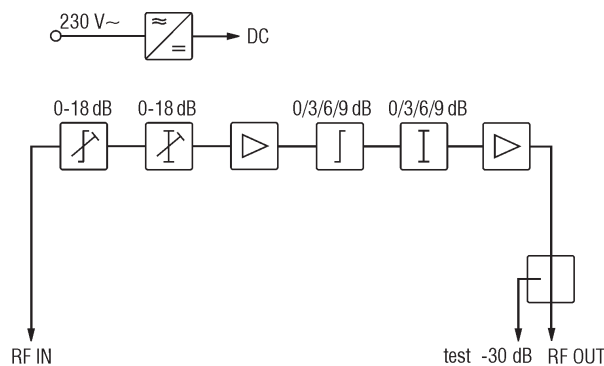 230 V~
DC
0-18 dB 0-18 dB 0/3/6/9 dB 0/3/6/9 dB
RF IN test -30 dB RF OUT